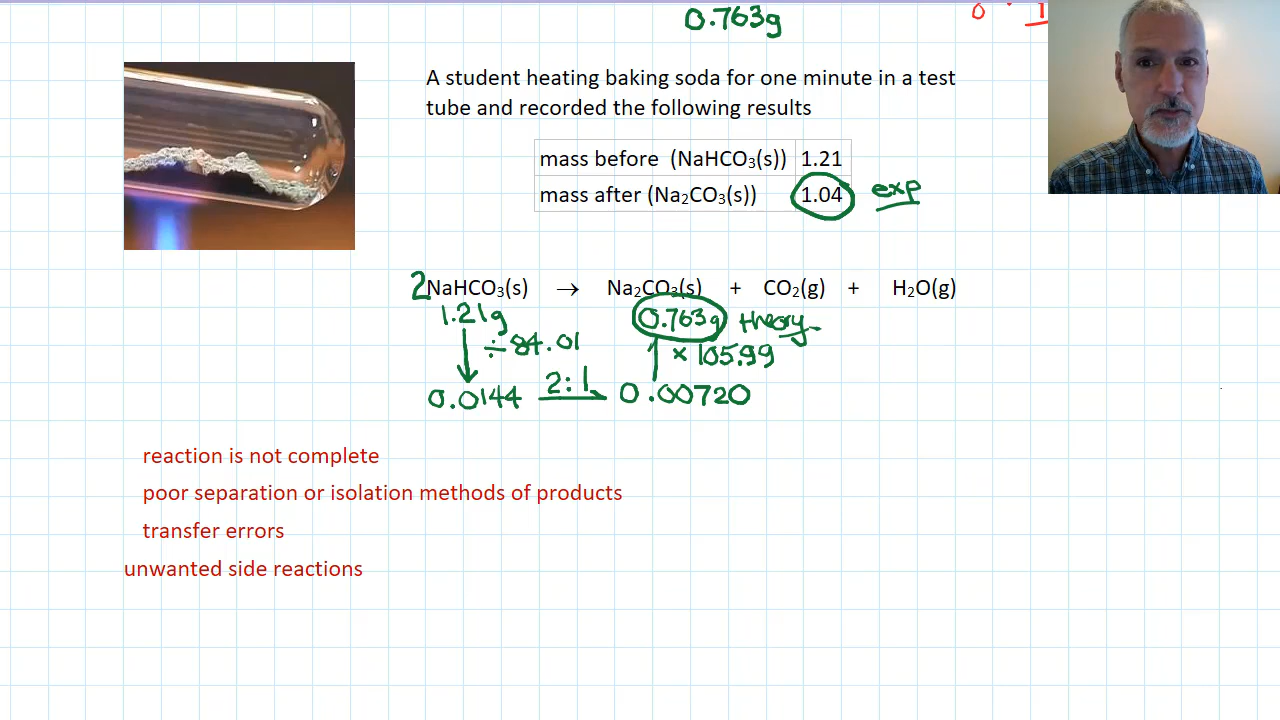 0.763g
A student heating baking soda for one minute in a test
tube and recorded the following results
mass before (NaHCO₃(s)) 1.21
mass after (Na₂CO₃(s)) 1.04 exp
2NaHCO₃(s) → Na₂CO₃(s) + CO₂(g) + H₂O(g)
1.21g 0.763g theory
÷ 84.01 × 105.99
0.0144 2:1 0.00720
reaction is not complete
poor separation or isolation methods of products
transfer errors
unwanted side reactions